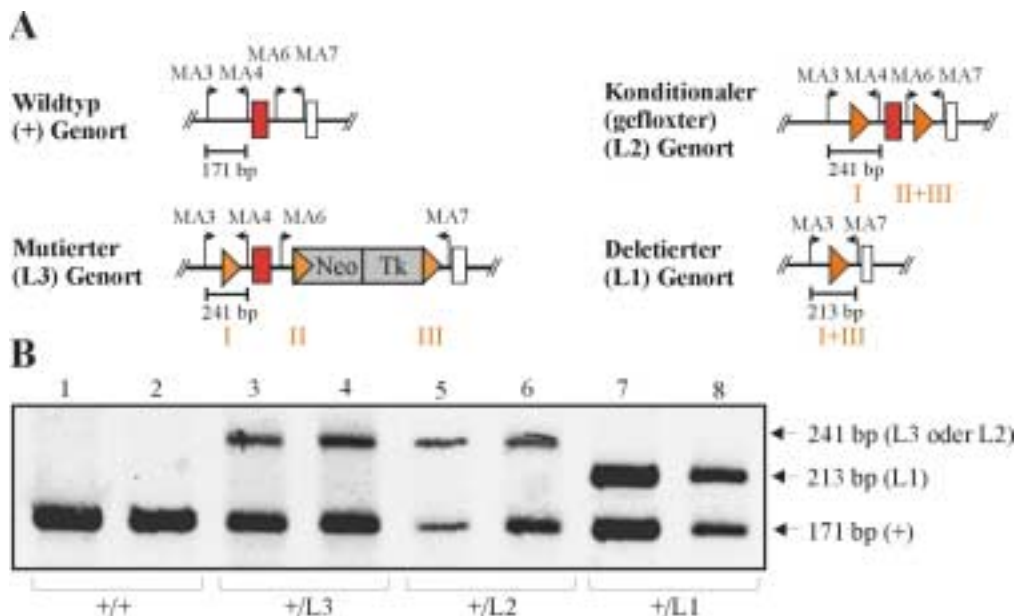 A
MA6 MA7
MA3 MA4
Wildtyp
(+) Genort
171 bp
MA3 MA4 MA6 MA7
Konditionaler
(gefloxter)
(L2) Genort
241 bp
I II+III
MA3 MA4 MA6 MA7
Mutierter
(L3) Genort
Neo Tk
241 bp
I II III
MA3 MA7
Deletierter
(L1) Genort
213 bp
I+III
B
1 2 3 4 5 6 7 8
241 bp (L3 oder L2)
213 bp (L1)
171 bp (+)
+/+ +/L3 +/L2 +/L1